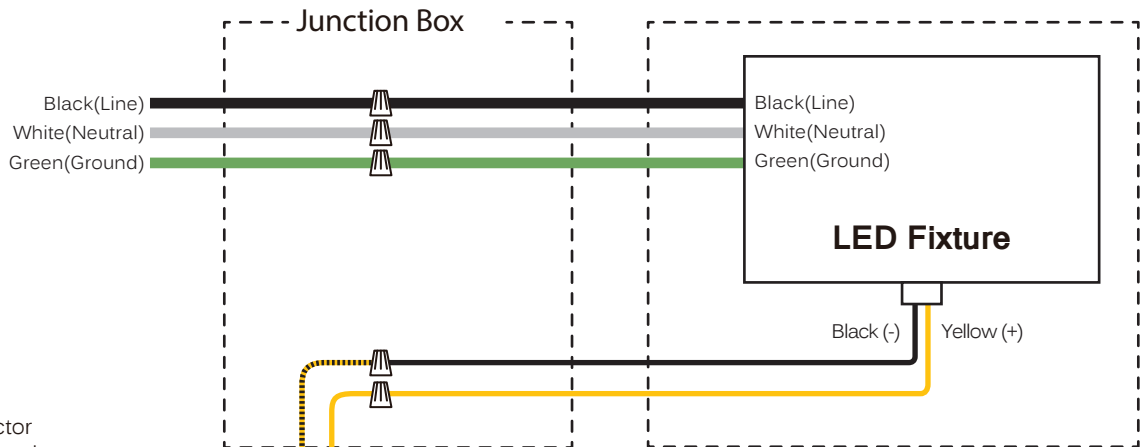 Junction Box
Black(Line)
White(Neutral)
Green(Ground)
Black(Line)
White(Neutral)
Green(Ground)
LED Fixture
Black (-)
Yellow (+)